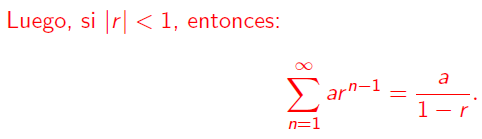 Luego, si |r| < 1, entonces:
∞
∑ ar^{n−1} = a / (1 − r).
n=1